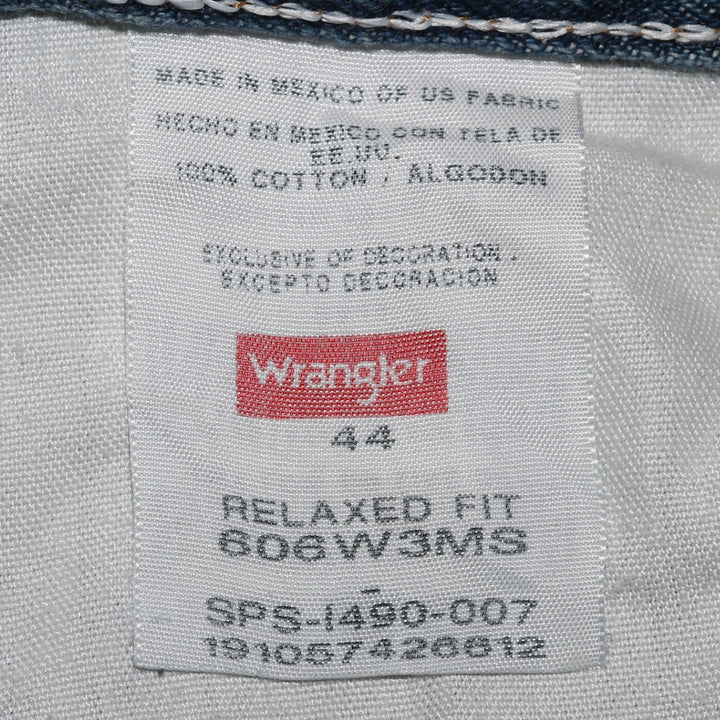 MADE IN MEXICO OF US FABRIC
HECHO EN MEXICO CON TELA DE
EE.UU.
100% COTTON , ALGODON
EXCLUSIVE OF DECORATION .
EXCEPTO DECORACION
Wrangler
44
RELAXED FIT
606W3MS
-
SPS-1490-007
191057426612